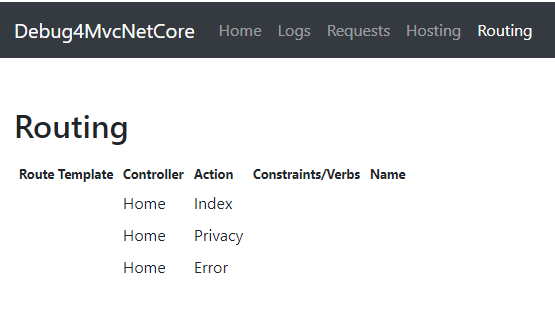 Debug4MvcNetCore Home Logs Requests Hosting Routing
Routing
Route Template Controller Action Constraints/Verbs Name
Home Index
Home Privacy
Home Error